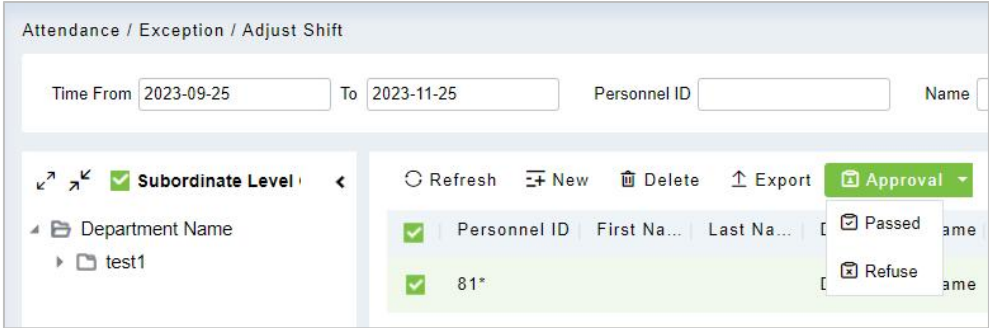 Attendance / Exception / Adjust Shift
Time From 2023-09-25 To 2023-11-25 Personnel ID Name
Subordinate Level
Refresh New Delete Export Approval
Department Name
test1
Personnel ID First Na... Last Na... D ame
Passed
Refuse
81* D ame